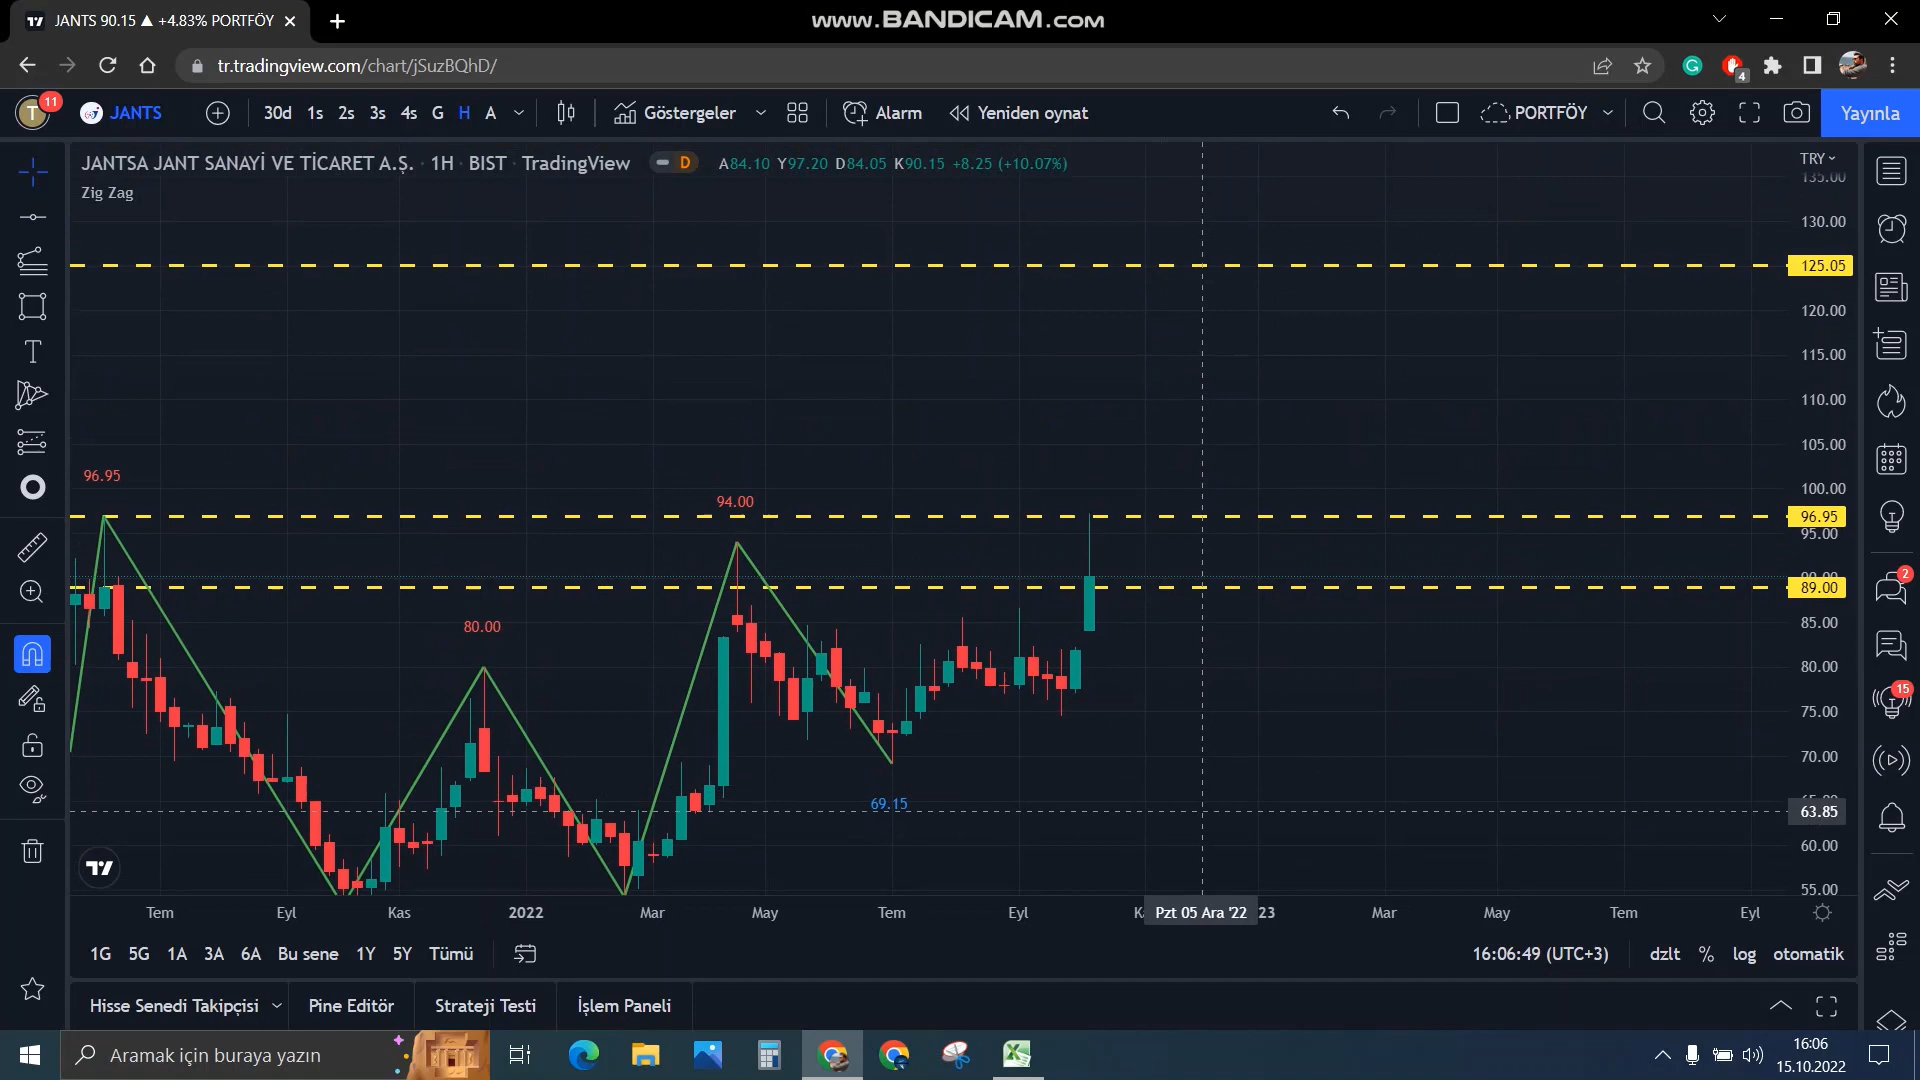 JANTS 90.15 ▲ +4.83% PORTFÖY
www.BANDICAM.com
tr.tradingview.com/chart/jSuzBQhD/
4
T
11
JANTS
30d 1s 2s 3s 4s G H A
Göstergeler
Alarm
Yeniden oynat
PORTFÖY
Yayınla
JANTSA JANT SANAYİ VE TİCARET A.Ş. · 1H · BIST · TradingView
D
A84.10 Y97.20 D84.05 K90.15 +8.25 (+10.07%)
TRY
Zig Zag
135.00
130.00
125.05
120.00
115.00
110.00
105.00
100.00
96.95
95.00
89.00
85.00
80.00
75.00
70.00
63.85
60.00
55.00
96.95
94.00
80.00
69.15
2
15
Tem Eyl Kas 2022 Mar May Tem Eyl Pzt 05 Ara '22 23 Mar May Tem Eyl
1G 5G 1A 3A 6A Bu sene 1Y 5Y Tümü
16:06:49 (UTC+3) dzlt % log otomatik
Hisse Senedi Takipçisi Pine Editör Strateji Testi İşlem Paneli
Aramak için buraya yazın
16:06
15.10.2022